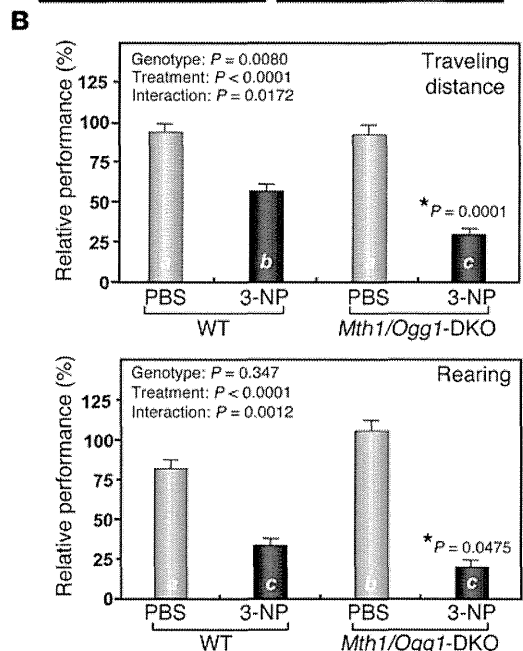 B
Genotype: P = 0.0080
Treatment: P < 0.0001
Interaction: P = 0.0172
Traveling
distance
Relative performance (%)
125
100
75
50
25
0
b
c
*P = 0.0001
PBS 3-NP PBS 3-NP
WT Mth1/Ogg1-DKO
Genotype: P = 0.347
Treatment: P < 0.0001
Interaction: P = 0.0012
Rearing
Relative performance (%)
125
100
75
50
25
0
a
c
b
c
*P = 0.0475
PBS 3-NP PBS 3-NP
WT Mth1/Ogg1-DKO